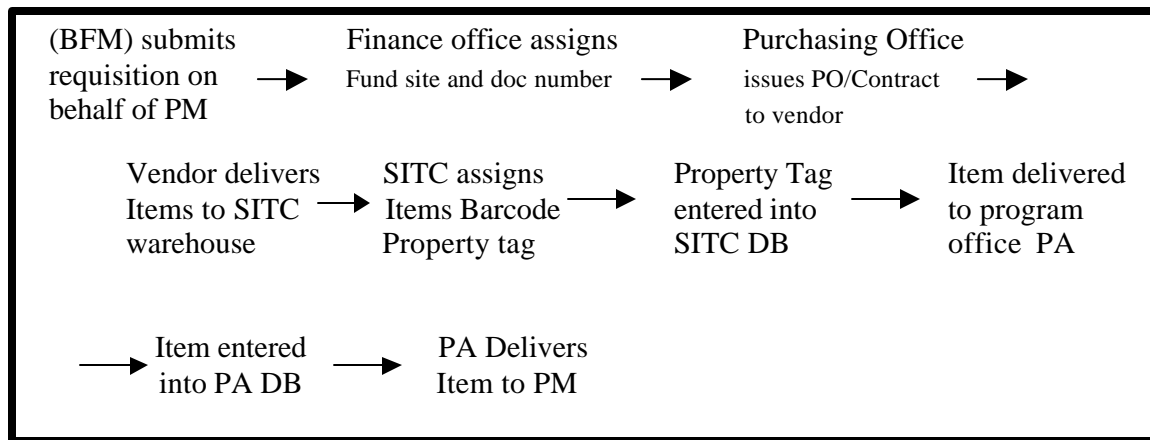 (BFM) submits
requisition on
behalf of PM
Finance office assigns
Fund site and doc number
Purchasing Office
issues PO/Contract
to vendor
Vendor delivers
Items to SITC
warehouse
SITC assigns
Items Barcode
Property tag
Property Tag
entered into
SITC DB
Item delivered
to program
office PA
Item entered
into PA DB
PA Delivers
Item to PM